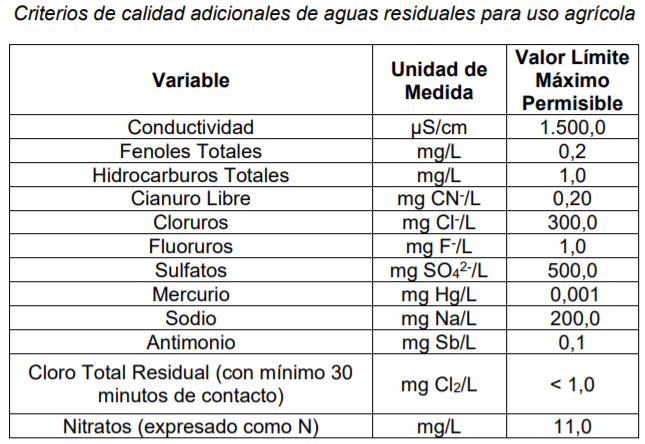 Criterios de calidad adicionales de aguas residuales para uso agrícola
Variable Unidad de Medida Valor Límite Máximo Permisible
Conductividad µS/cm 1.500,0
Fenoles Totales mg/L 0,2
Hidrocarburos Totales mg/L 1,0
Cianuro Libre mg CN⁻/L 0,20
Cloruros mg Cl⁻/L 300,0
Fluoruros mg F⁻/L 1,0
Sulfatos mg SO₄²⁻/L 500,0
Mercurio mg Hg/L 0,001
Sodio mg Na/L 200,0
Antimonio mg Sb/L 0,1
Cloro Total Residual (con mínimo 30 minutos de contacto) mg Cl₂/L < 1,0
Nitratos (expresado como N) mg/L 11,0